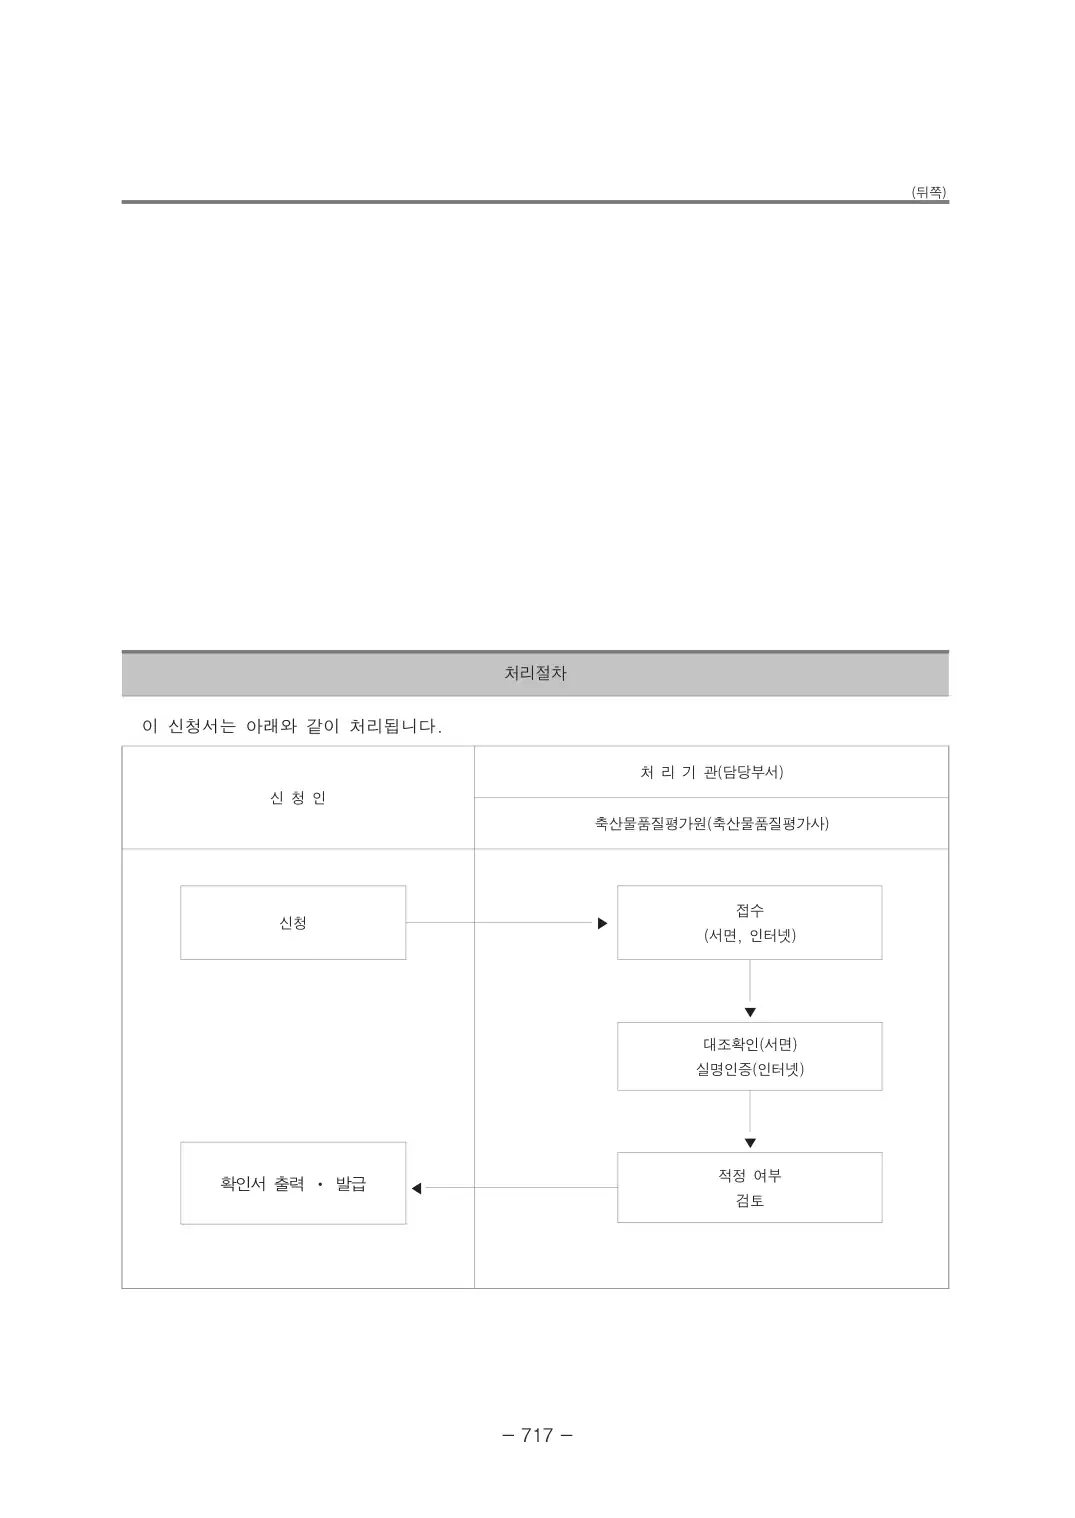 (뒤쪽)
처리절차
이 신청서는 아래와 같이 처리됩니다.
신 청 인
처 리 기 관(담당부서)
축산물품질평가원(축산물품질평가사)
신청
접수
(서면, 인터넷)
대조확인(서면)
실명인증(인터넷)
확인서 출력 • 발급
적정 여부
검토
- 717 -